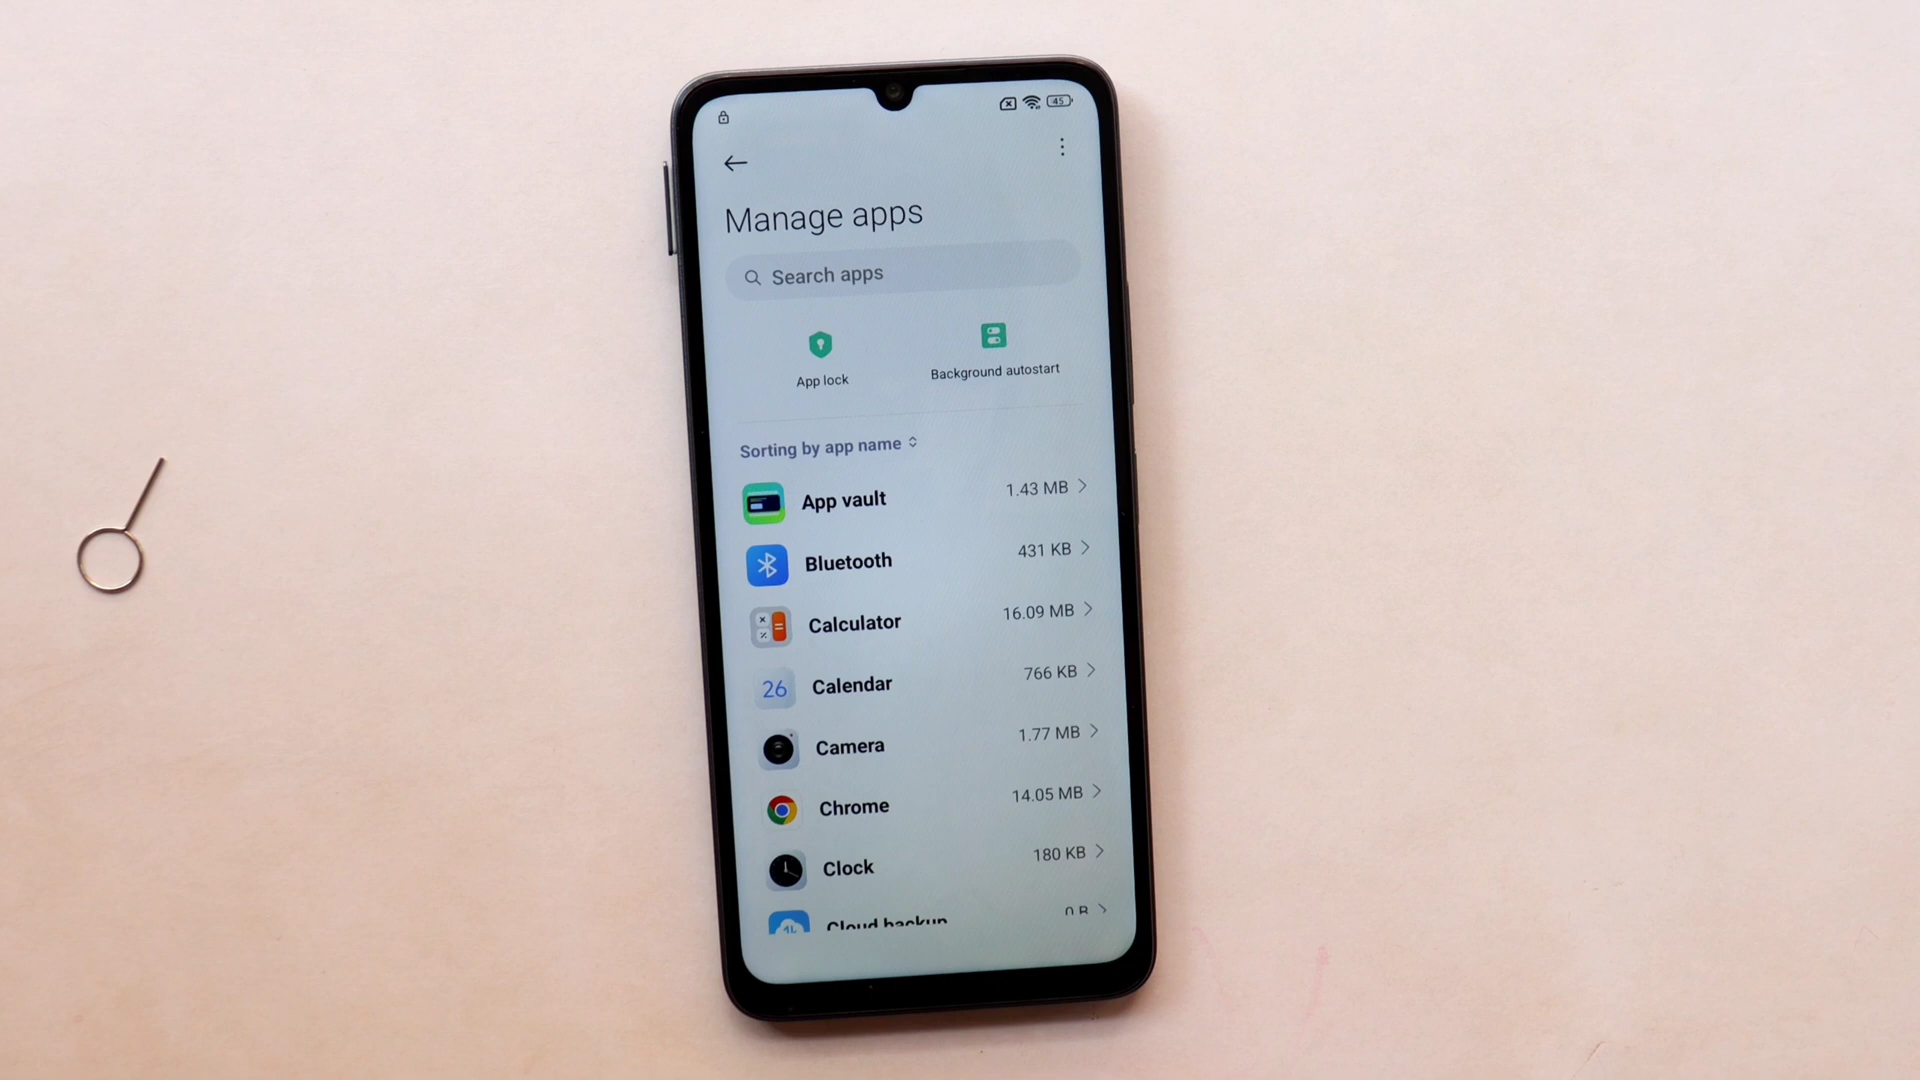 45
Manage apps
Search apps
App lock
Background autostart
Sorting by app name
App vault
1.43 MB
Bluetooth
431 KB
Calculator
16.09 MB
26
Calendar
766 KB
Camera
1.77 MB
Chrome
14.05 MB
Clock
180 KB
Cloud backup
0 B